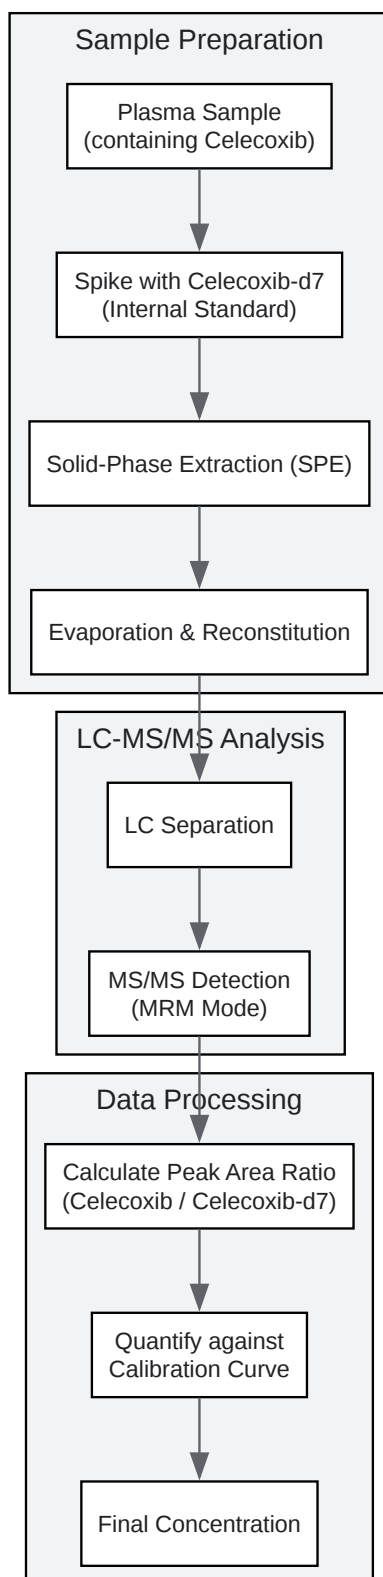 Sample Preparation
Plasma Sample
(containing Celecoxib)
Spike with Celecoxib-d7
(Internal Standard)
Solid-Phase Extraction (SPE)
Evaporation & Reconstitution
LC-MS/MS Analysis
LC Separation
MS/MS Detection
(MRM Mode)
Data Processing
Calculate Peak Area Ratio
(Celecoxib / Celecoxib-d7)
Quantify against
Calibration Curve
Final Concentration